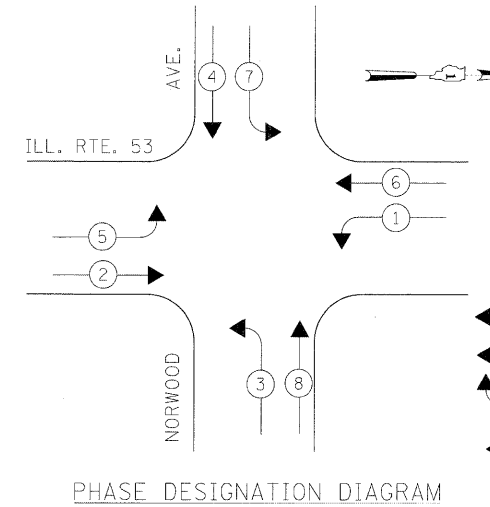 AVE.
4
7
ILL. RTE. 53
6
5
1
2
3
8
NORWOOD
PHASE DESIGNATION DIAGRAM